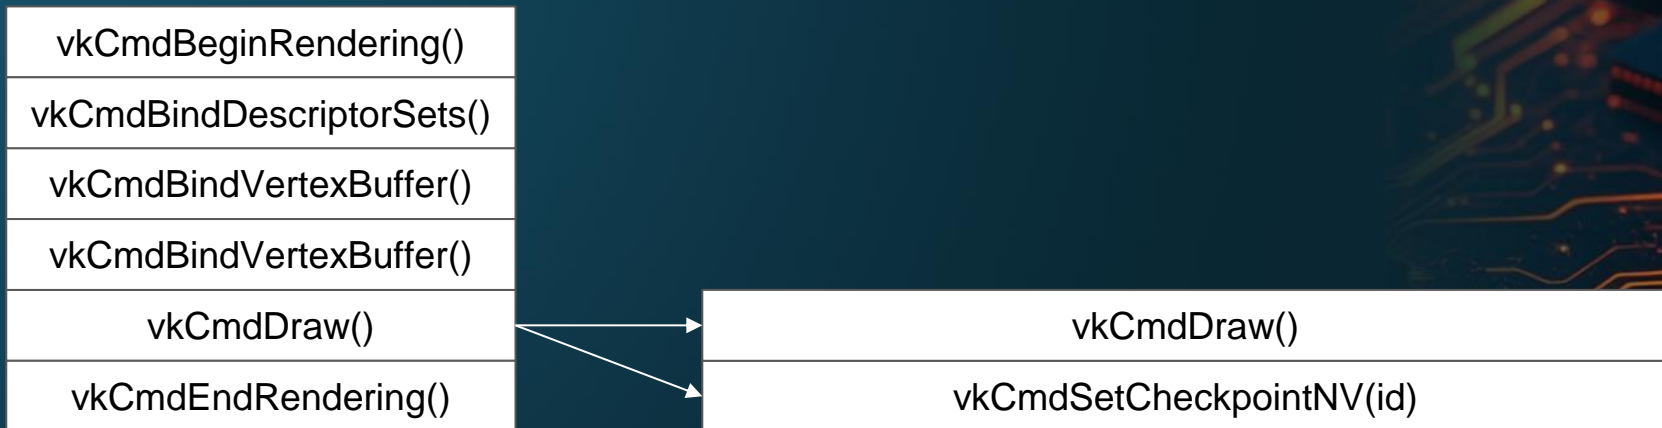 vkCmdBeginRendering()
vkCmdBindDescriptorSets()
vkCmdBindVertexBuffer()
vkCmdBindVertexBuffer()
vkCmdDraw()
vkCmdEndRendering()
vkCmdDraw()
vkCmdSetCheckpointNV(id)